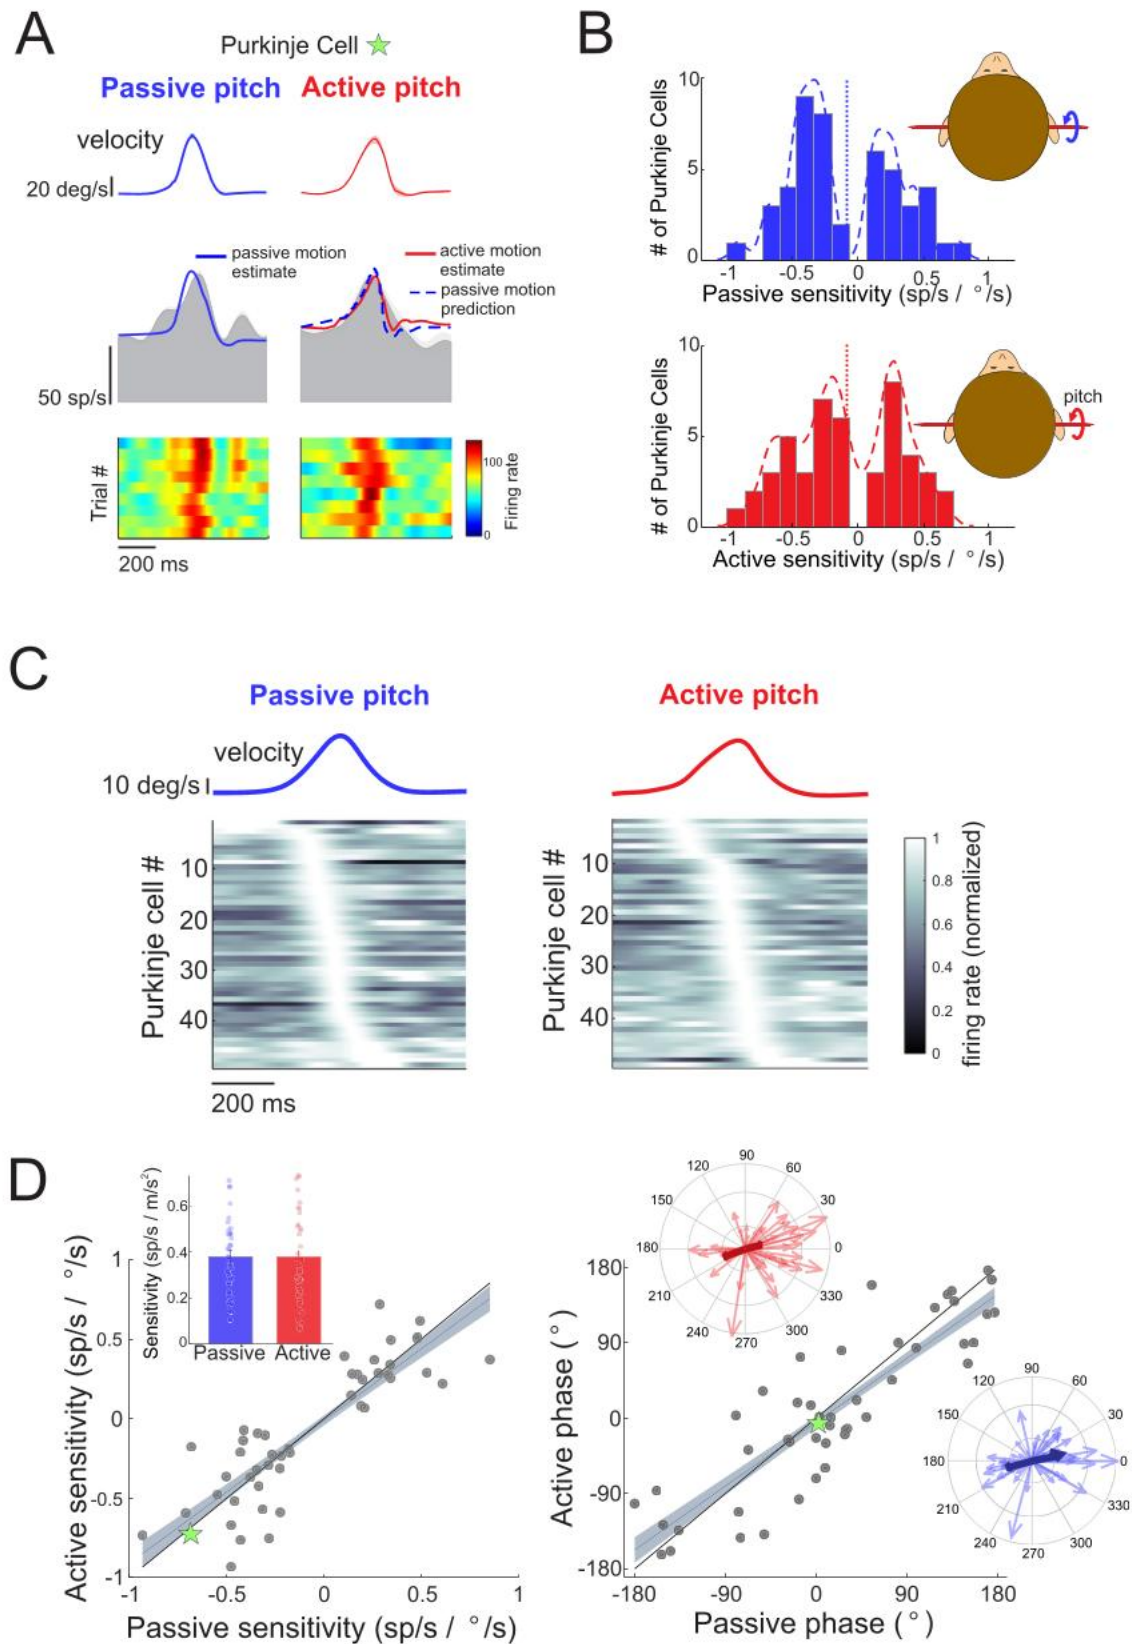 A
Purkinje Cell
Passive pitch Active pitch
velocity
20 deg/s
passive motion
estimate
active motion
estimate
passive motion
prediction
50 sp/s
Trial #
100
0
Firing rate
200 ms
B
# of Purkinje Cells
10
5
0
-1 -0.5 0 0.5 1
Passive sensitivity (sp/s / °/s)
# of Purkinje Cells
10
5
0
pitch
-1 -0.5 0 0.5 1
Active sensitivity (sp/s / °/s)
C
Passive pitch
Active pitch
velocity
10 deg/s
Purkinje cell #
10
20
30
40
200 ms
Purkinje cell #
10
20
30
40
1
0.8
0.6
0.4
0.2
0
firing rate (normalized)
D
Active sensitivity (sp/s / °/s)
1
0.5
0
-0.5
-1
-1 -0.5 0 0.5 1
Passive sensitivity (sp/s / °/s)
Sensitivity (sp/s / m/s²)
0.6
0.4
0.2
0
Passive Active
Active phase (°)
180
90
0
-90
-180
-180 -90 0 90 180
Passive phase (°)
90
120 60
150 30
180 0
210 330
240 300
270
90
120 60
150 30
180 0
210 330
240 300
270